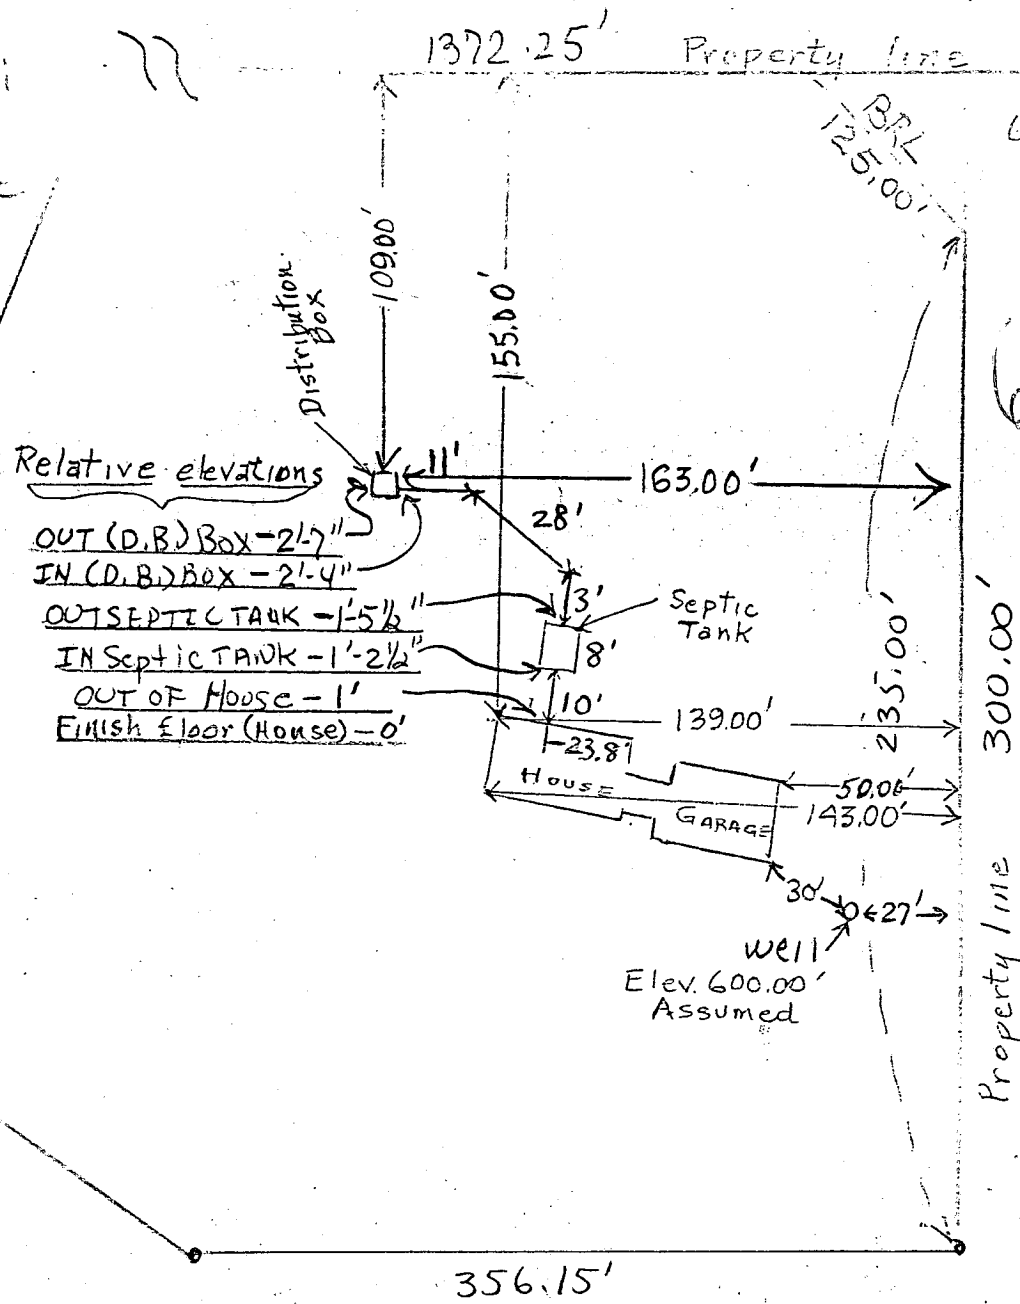 1372.25' Property line
BRL
125.00'
109.00'
Distribution
Box
155.00'
Relative elevations
11'
163.00'
28'
OUT (D.B.) Box - 2'-7"
IN (D.B.) BOX - 2'-4"
OUT SEPTIC TANK - 1'-5½"
3'
Septic
Tank
IN Septic TANK - 1'-2½"
8'
OUT OF House - 1'
10'
Finish floor (House) - 0'
139.00'
235.00'
300.00'
23.8'
HOUSE
50.00'
GARAGE
143.00'
30'
27'
well
Elev. 600.00'
Assumed
Property line
356.15'